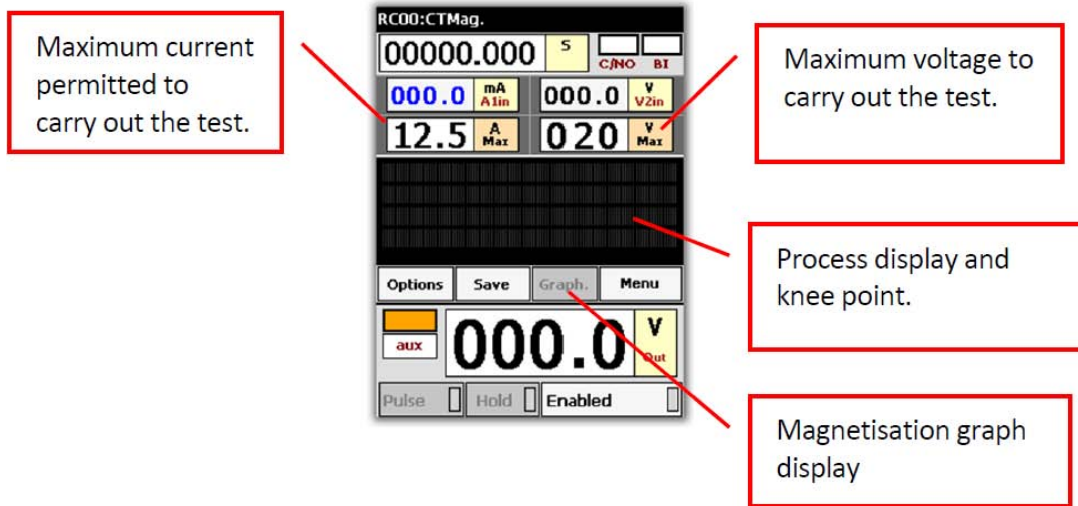 Maximum current
permitted to
carry out the test.
RC00:CTMag.
00000.000 S C/NO BI
000.0 mA A1in 000.0 V V2in
12.5 A Max 020 V Max
Options Save Graph. Menu
aux 000.0 V Out
Pulse Hold Enabled
Maximum voltage to
carry out the test.
Process display and
knee point.
Magnetisation graph
display